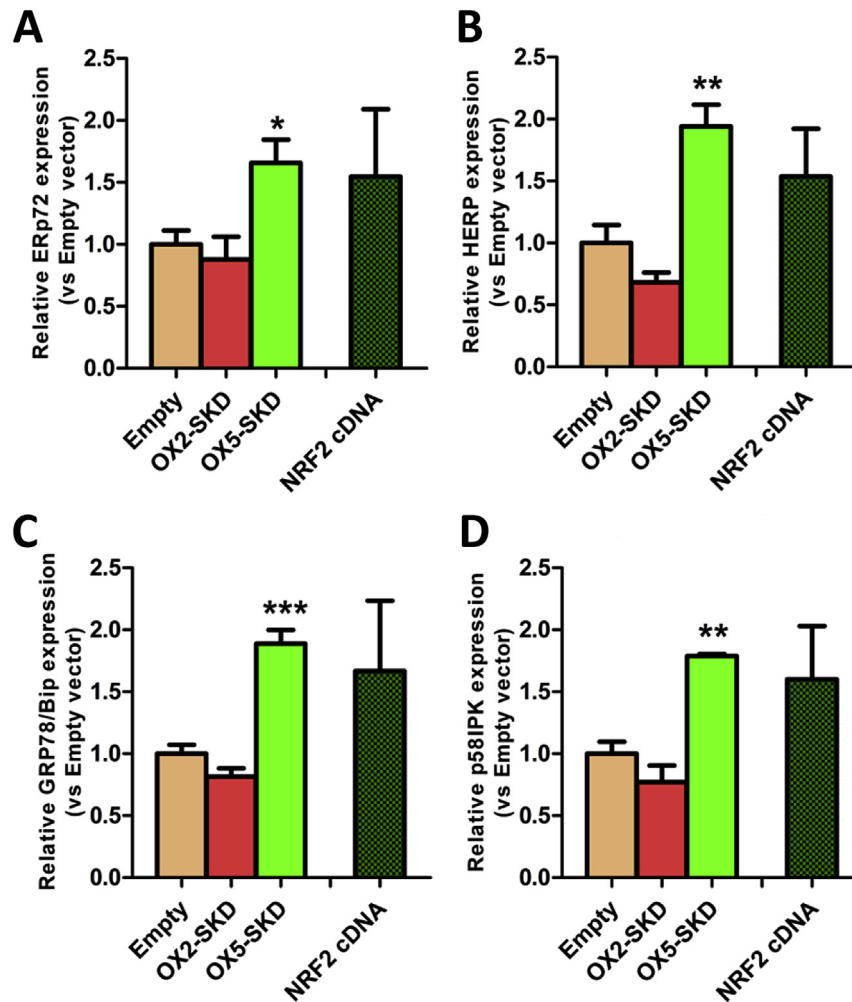 A
Relative ERp72 expression
(vs Empty vector)
2.5
2.0
1.5
1.0
0.5
0.0
*
Empty
OX2-SKD
OX5-SKD
NRF2 cDNA
B
Relative HERP expression
(vs Empty vector)
2.5
2.0
1.5
1.0
0.5
0.0
**
Empty
OX2-SKD
OX5-SKD
NRF2 cDNA
C
Relative GRP78/Bip expression
(vs Empty vector)
2.5
2.0
1.5
1.0
0.5
0.0
***
Empty
OX2-SKD
OX5-SKD
NRF2 cDNA
D
Relative p58IPK expression
(vs Empty vector)
2.5
2.0
1.5
1.0
0.5
0.0
**
Empty
OX2-SKD
OX5-SKD
NRF2 cDNA